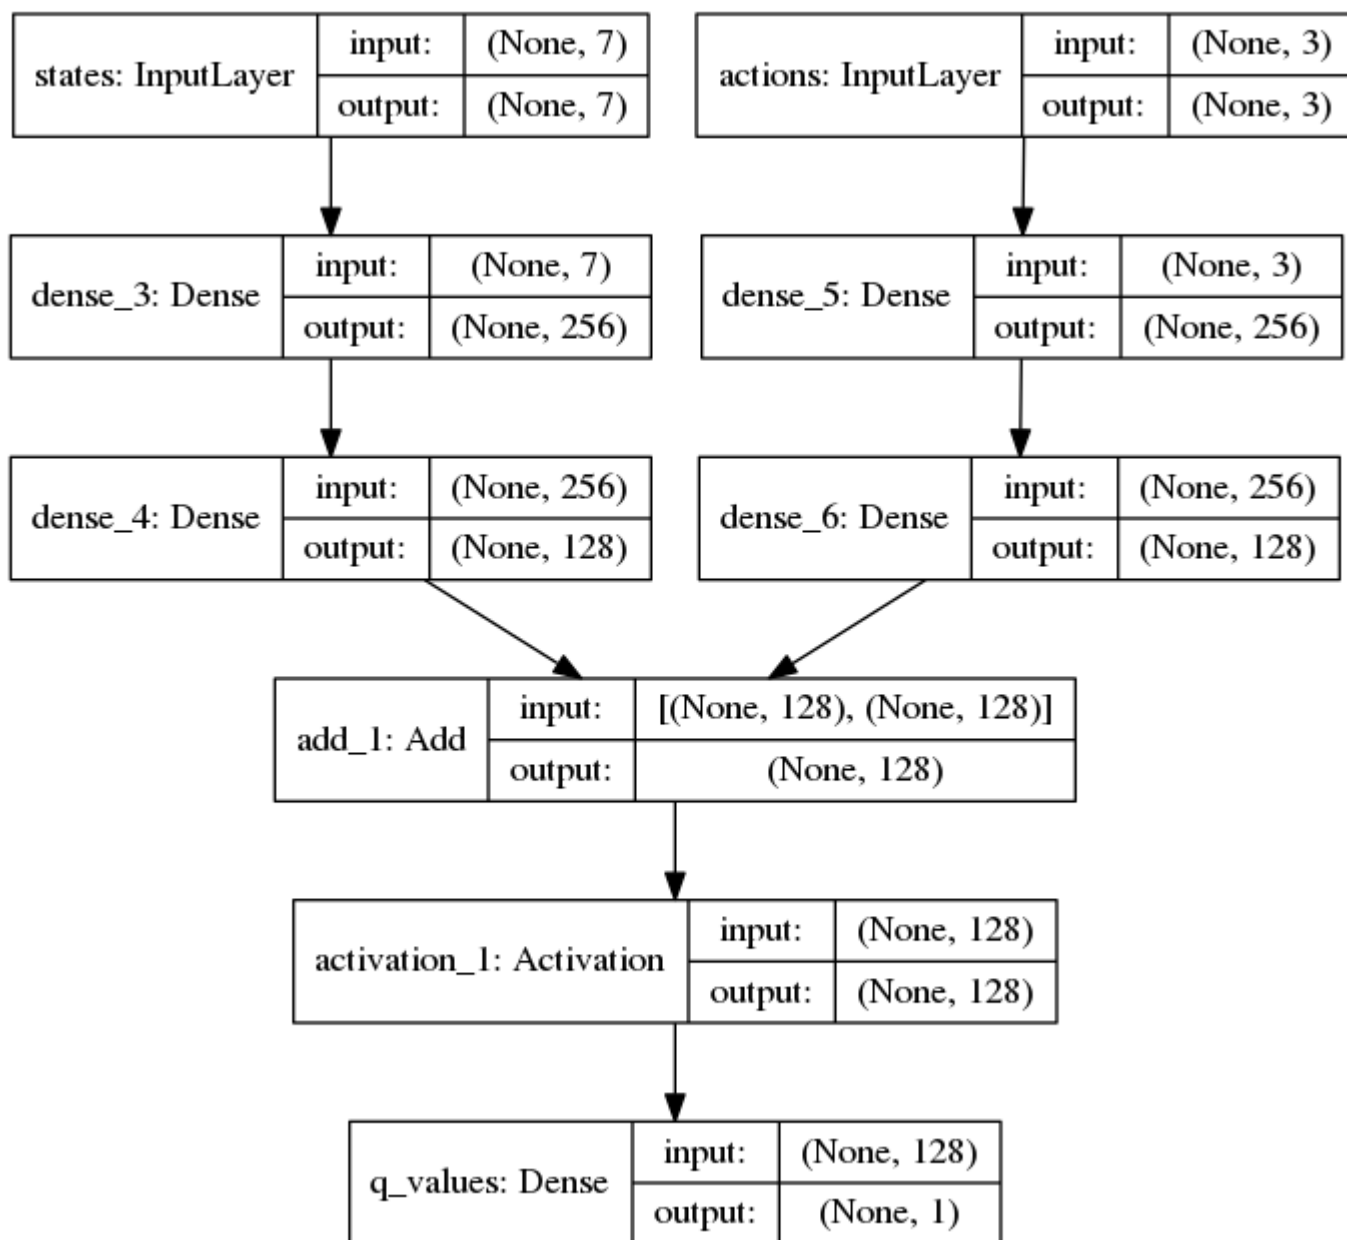 states: InputLayer
input: (None, 7)
output: (None, 7)
actions: InputLayer
input: (None, 3)
output: (None, 3)
dense_3: Dense
input: (None, 7)
output: (None, 256)
dense_5: Dense
input: (None, 3)
output: (None, 256)
dense_4: Dense
input: (None, 256)
output: (None, 128)
dense_6: Dense
input: (None, 256)
output: (None, 128)
add_1: Add
input: [(None, 128), (None, 128)]
output: (None, 128)
activation_1: Activation
input: (None, 128)
output: (None, 128)
q_values: Dense
input: (None, 128)
output: (None, 1)